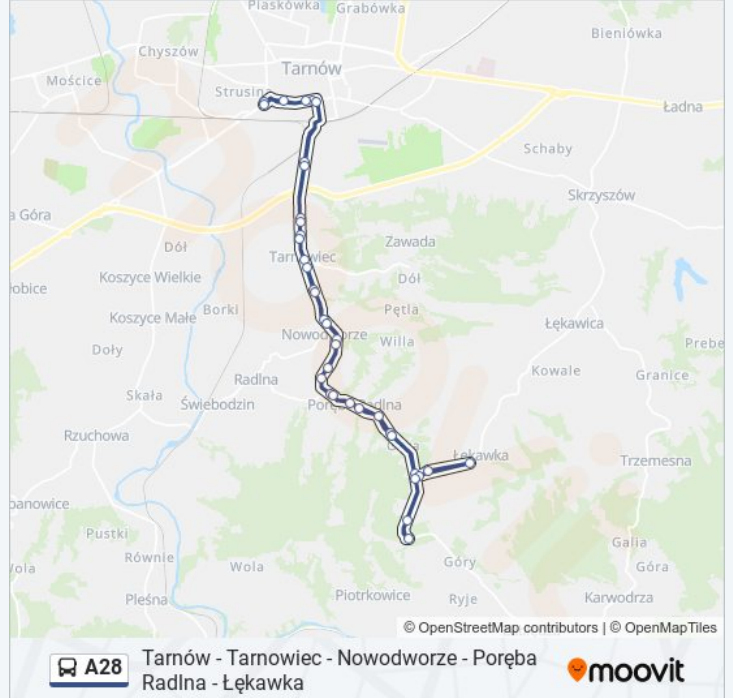 Plaskówka
Grabówka
Bieniówka
Chyszów
Tarnów
Mościce
Strusina
Ładna
Schaby
Skrzyszów
a Góra
Zawada
Dół
Tarnowiec
Koszyce Wielkie
Dół
łobice
Borki
Pętla
Koszyce Małe
Łękawica
Nowodworze
Willa
Prebe
Doły
Kowale
Radlna
Granice
Skała
Świebodzin
Poręba Radlna
Rzuchowa
Łękawka
Trzemesna
oanowice
Pustki
Galia
Równie
Góry
Góra
Wola
Pleśna
Piotrkowice
Ryje
Karwodrza
© OpenStreetMap contributors | © OpenMapTiles
A28
Tarnów - Tarnowiec - Nowodworze - Poręba
Radlna - Łękawka
moovit